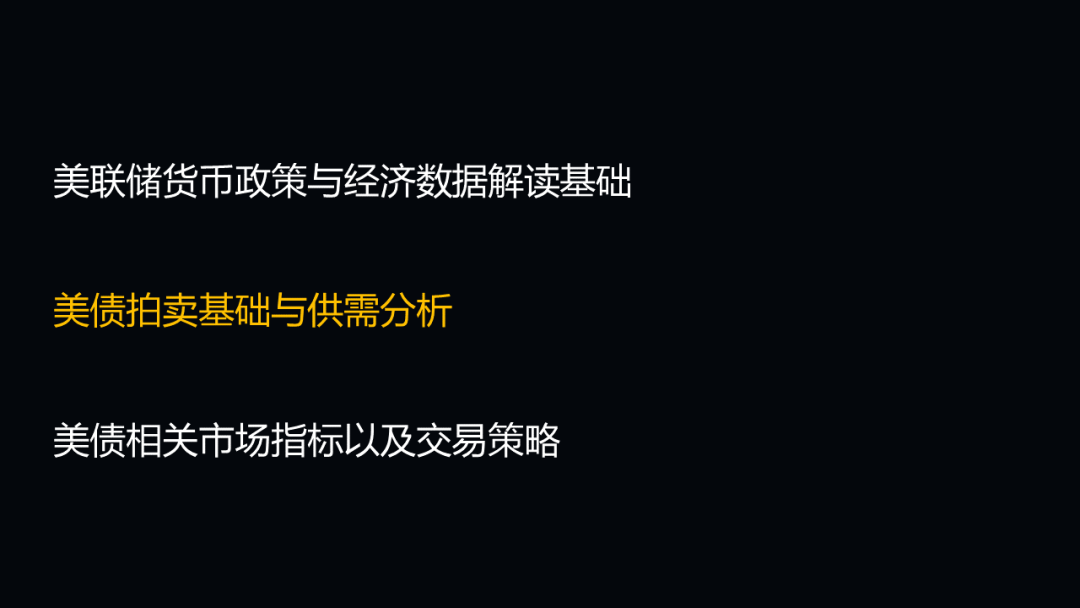 美联储货币政策与经济数据解读基础
美债拍卖基础与供需分析
美债相关市场指标以及交易策略